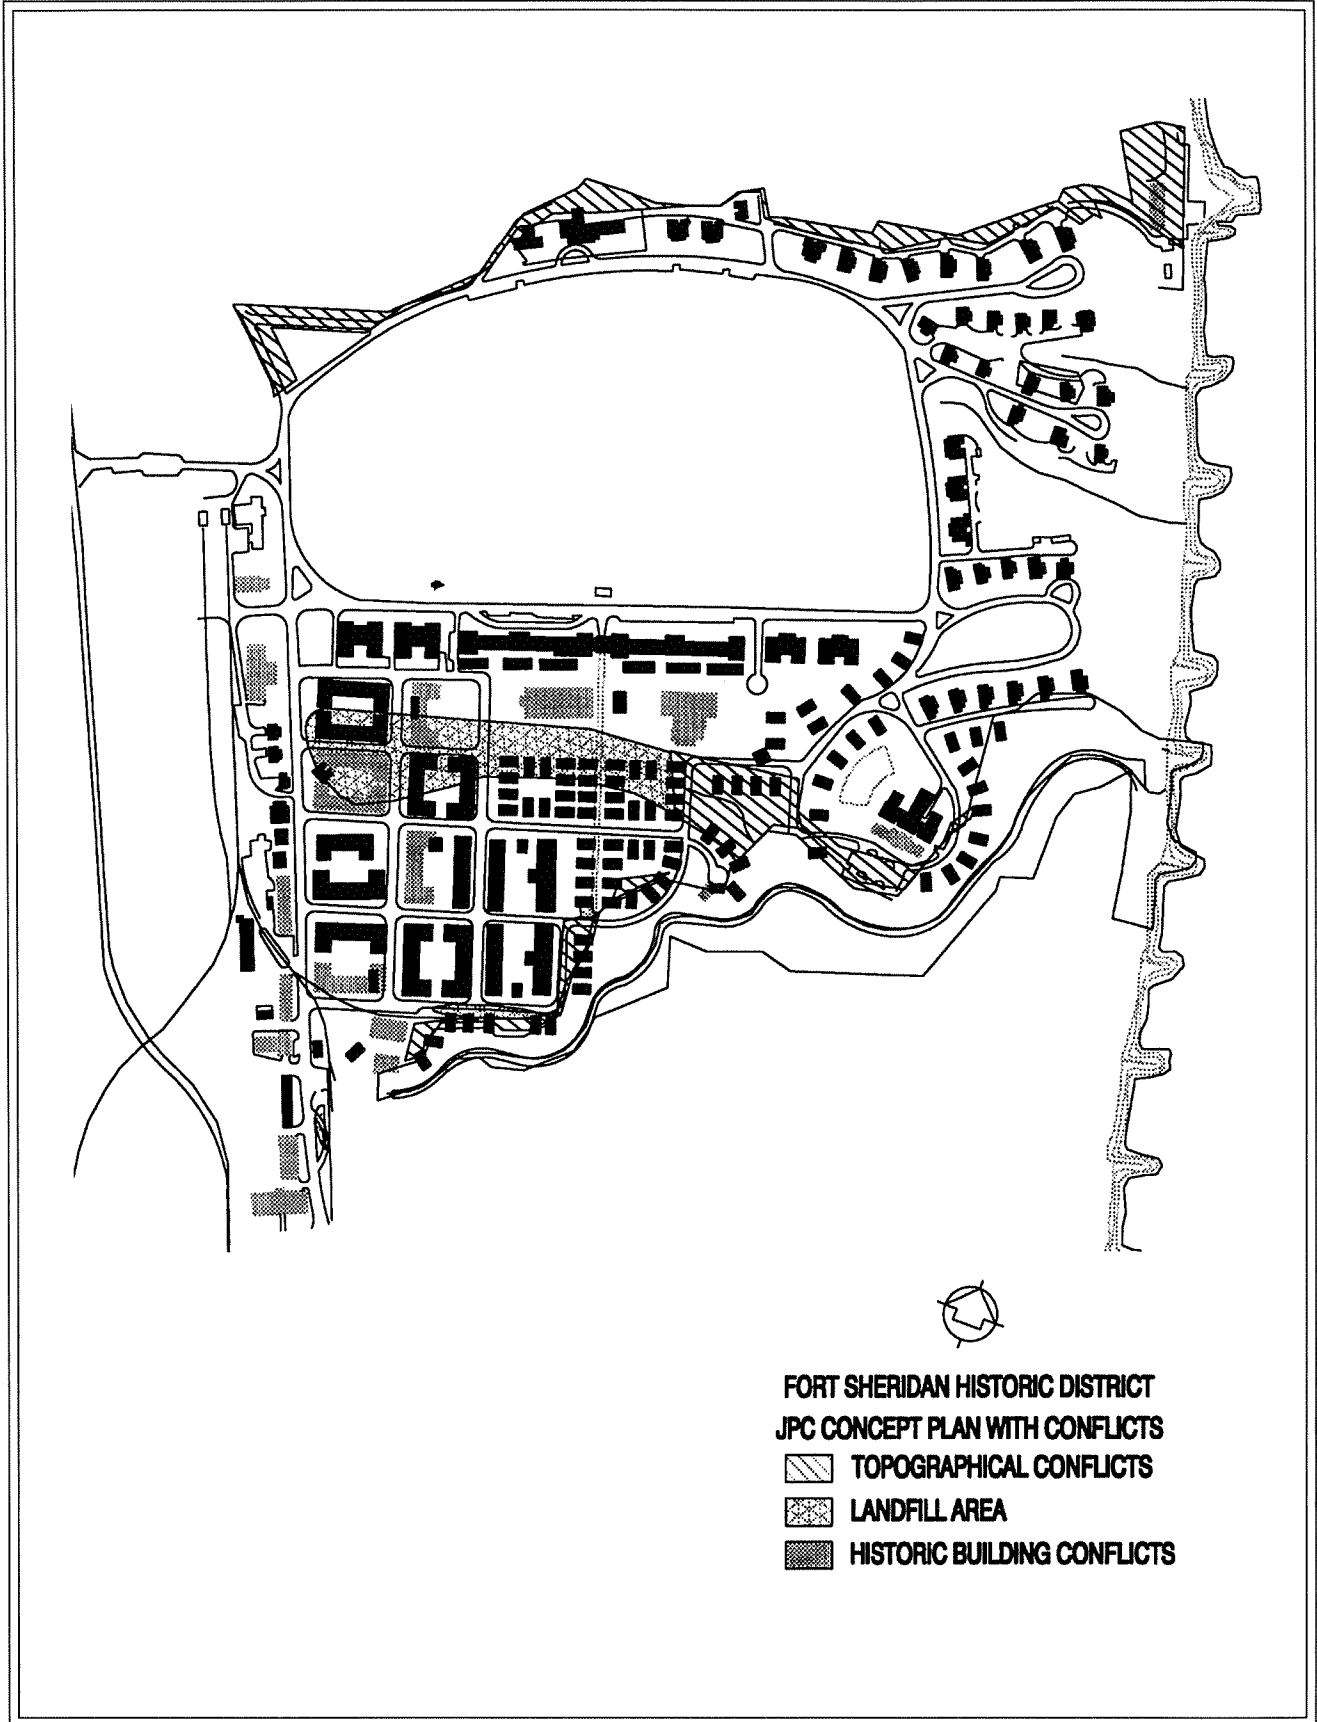 FORT SHERIDAN HISTORIC DISTRICT
JPC CONCEPT PLAN WITH CONFLICTS
TOPOGRAPHICAL CONFLICTS
LANDFILL AREA
HISTORIC BUILDING CONFLICTS